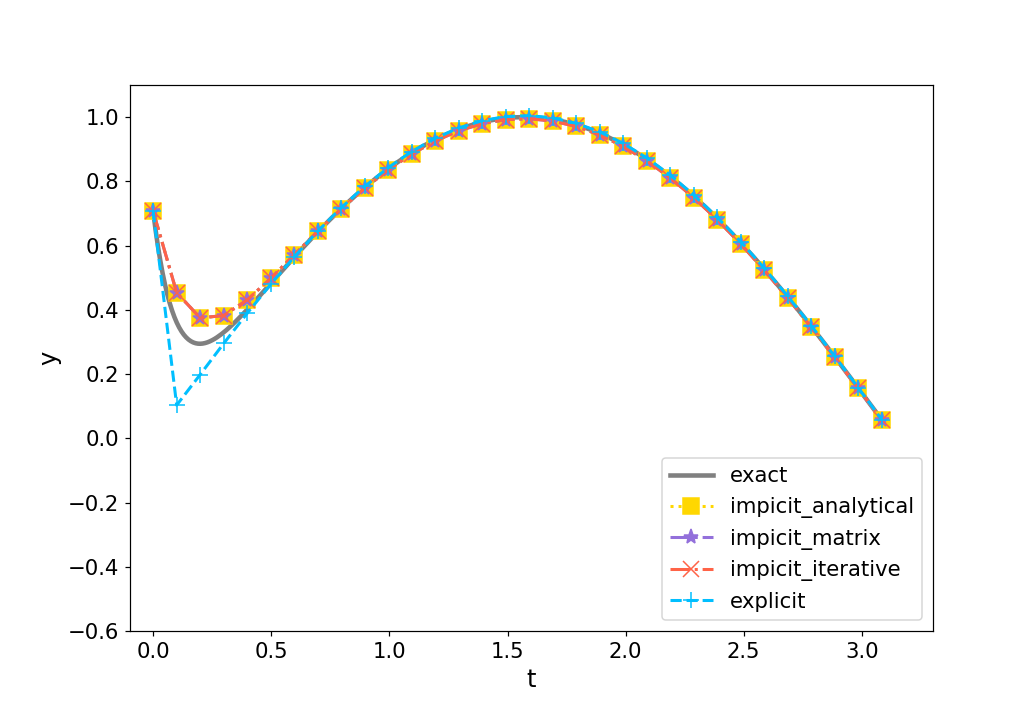 1.0
0.8
0.6
0.4
0.2
0.0
−0.2
−0.4
−0.6
y
0.0 0.5 1.0 1.5 2.0 2.5 3.0
t
exact
impicit_analytical
impicit_matrix
impicit_iterative
explicit